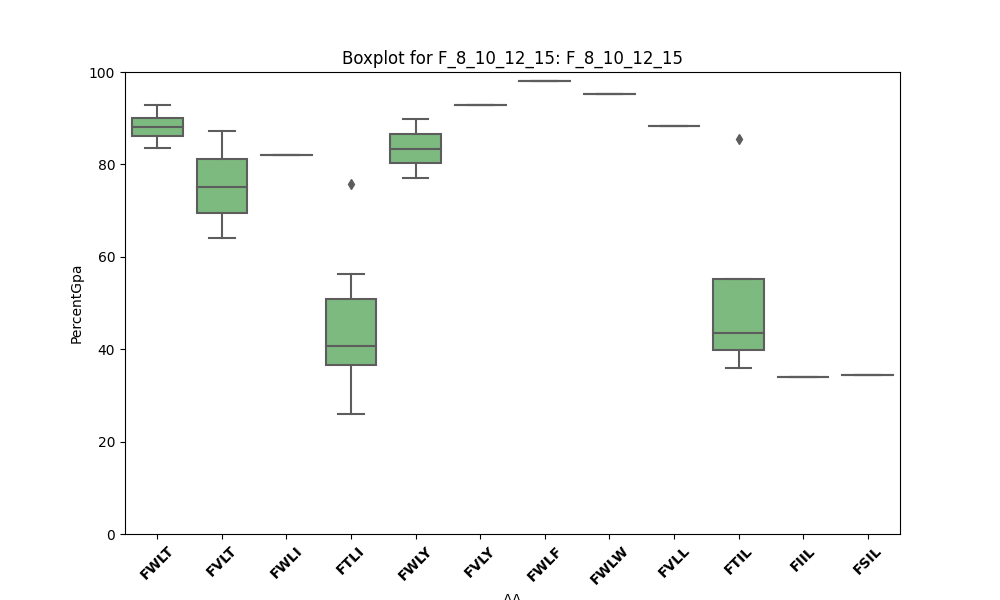 Boxplot for F_8_10_12_15: F_8_10_12_15
100
80
60
40
20
0
PercentGpa
FWLT FVLT FWLI FTLI FWLY FVLY FWLF FWLW FVLL FTIL FIIL FSIL
AA